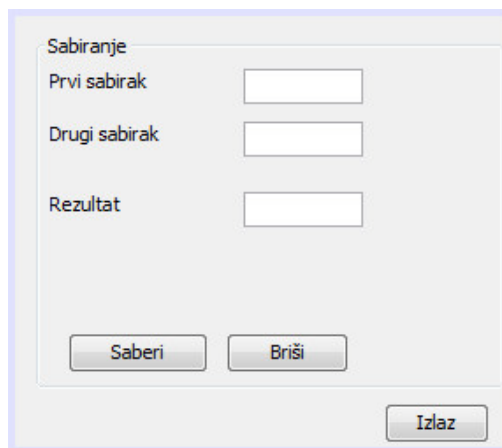 Sabiranje
Prvi sabirak
Drugi sabirak
Rezultat
Saberi Briši
Izlaz